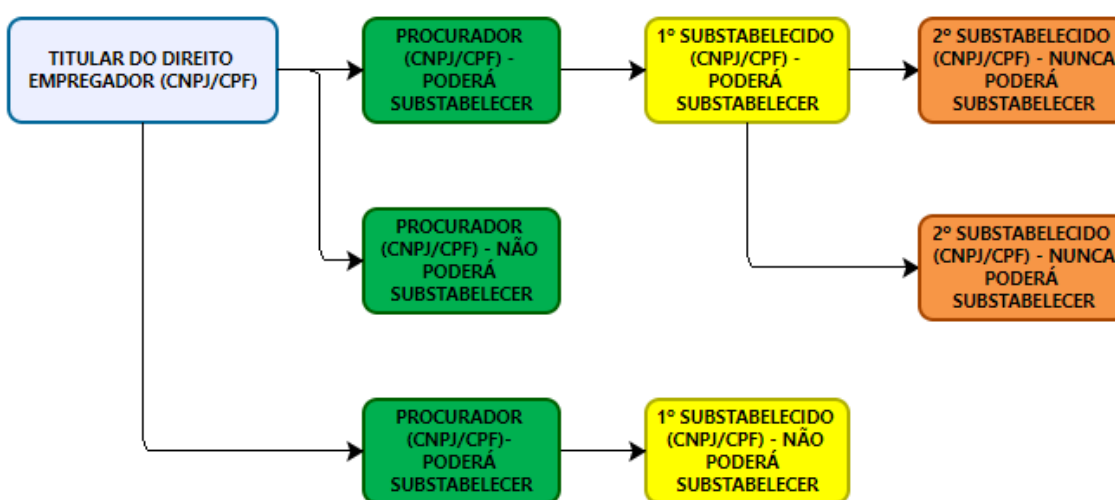 TITULAR DO DIREITO
EMPREGADOR (CNPJ/CPF)
PROCURADOR
(CNPJ/CPF) -
PODERÁ
SUBSTABELECER
1º SUBSTABELECIDO
(CNPJ/CPF) -
PODERÁ
SUBSTABELECER
2º SUBSTABELECIDO
(CNPJ/CPF) - NUNCA
PODERÁ
SUBSTABELECER
PROCURADOR
(CNPJ/CPF) - NÃO
PODERÁ
SUBSTABELECER
2º SUBSTABELECIDO
(CNPJ/CPF) - NUNCA
PODERÁ
SUBSTABELECER
PROCURADOR
(CNPJ/CPF)-
PODERÁ
SUBSTABELECER
1º SUBSTABELECIDO
(CNPJ/CPF) - NÃO
PODERÁ
SUBSTABELECER